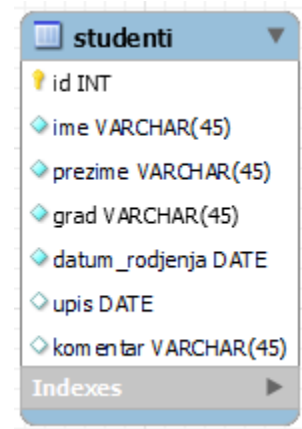 studenti
id INT
ime VARCHAR(45)
prezime VARCHAR(45)
grad VARCHAR(45)
datum_rodjenja DATE
upis DATE
komentar VARCHAR(45)
Indexes